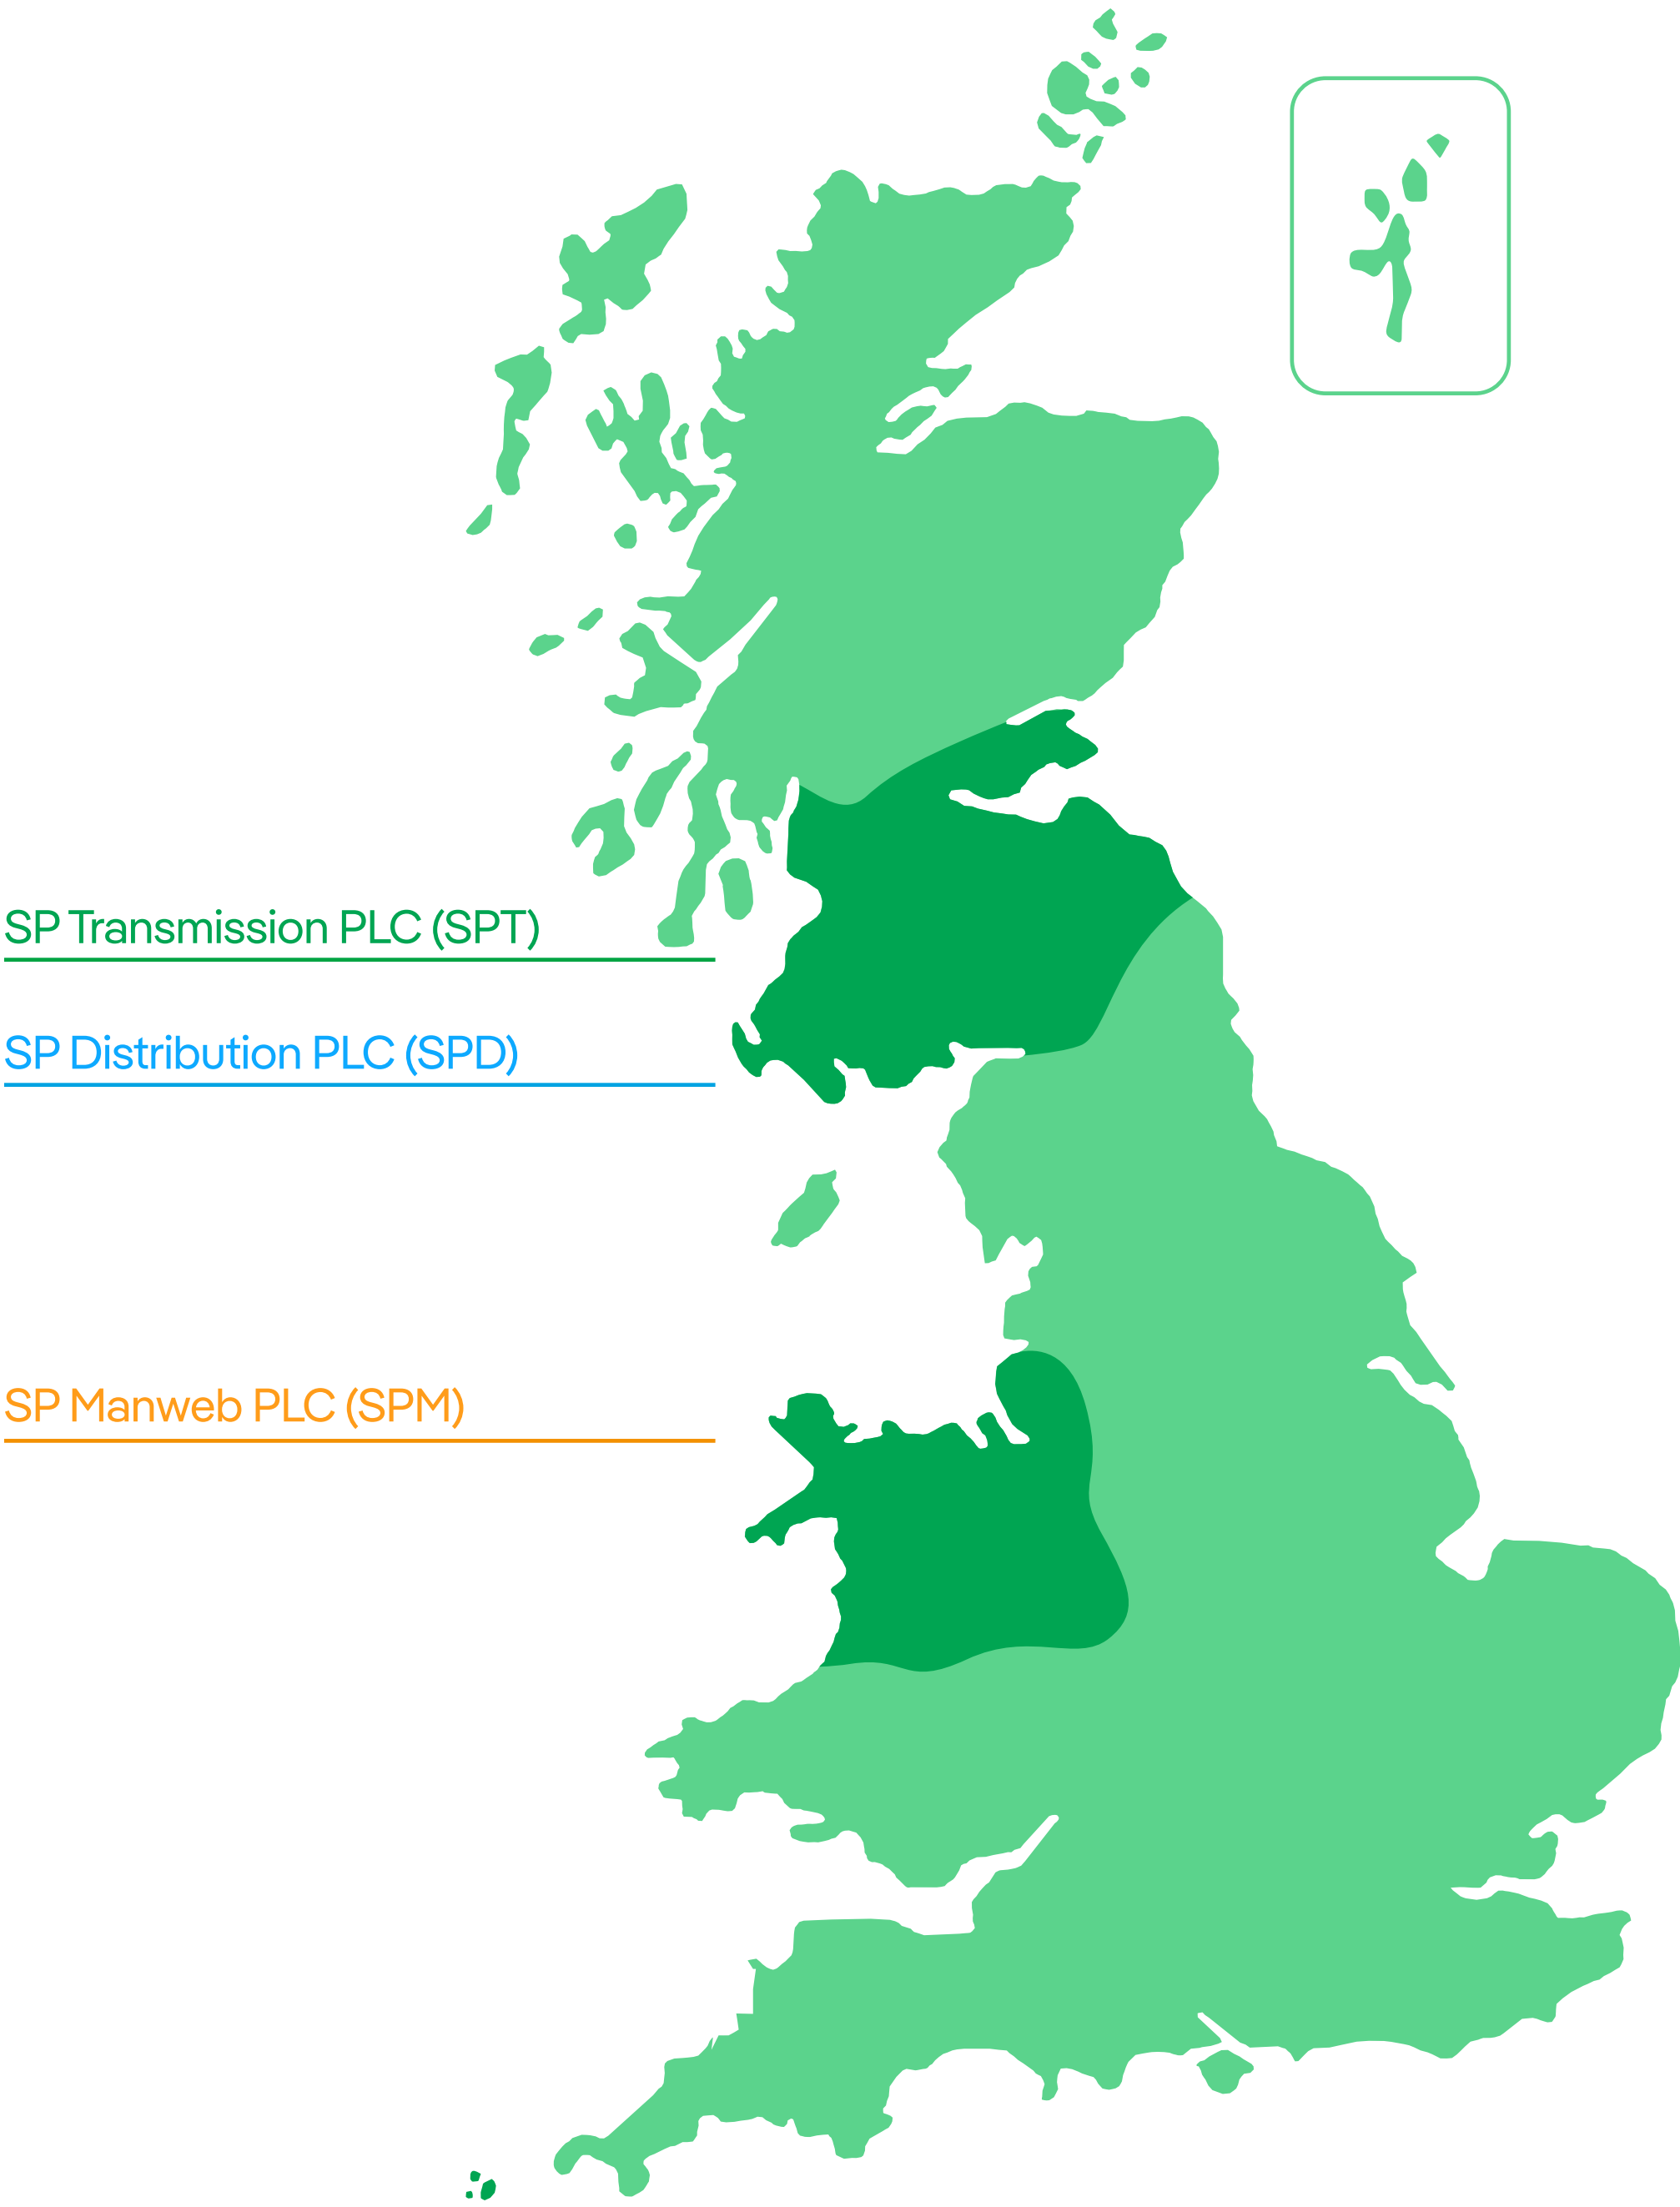 SP Transmission PLC (SPT)
SP Distribution PLC (SPD)
SP Manweb PLC (SPM)